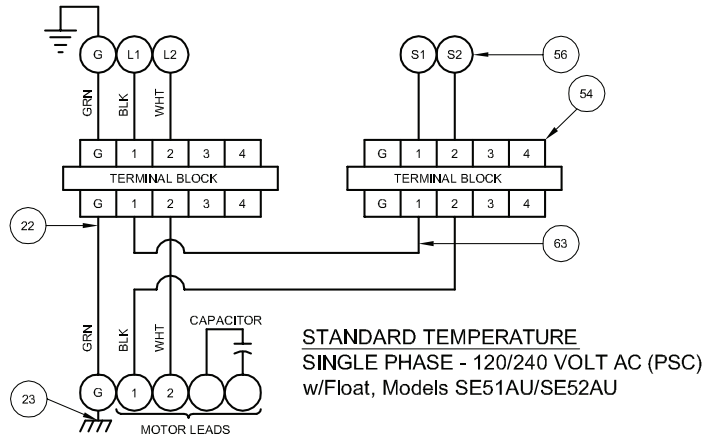 G L1 L2 S1 S2 56
54
GRN BLK WHT
G 1 2 3 4 G 1 2 3 4
TERMINAL BLOCK TERMINAL BLOCK
G 1 2 3 4 G 1 2 3 4
22 63
GRN BLK WHT
CAPACITOR
G 1 2
23
MOTOR LEADS
STANDARD TEMPERATURE
SINGLE PHASE - 120/240 VOLT AC (PSC)
w/Float, Models SE51AU/SE52AU